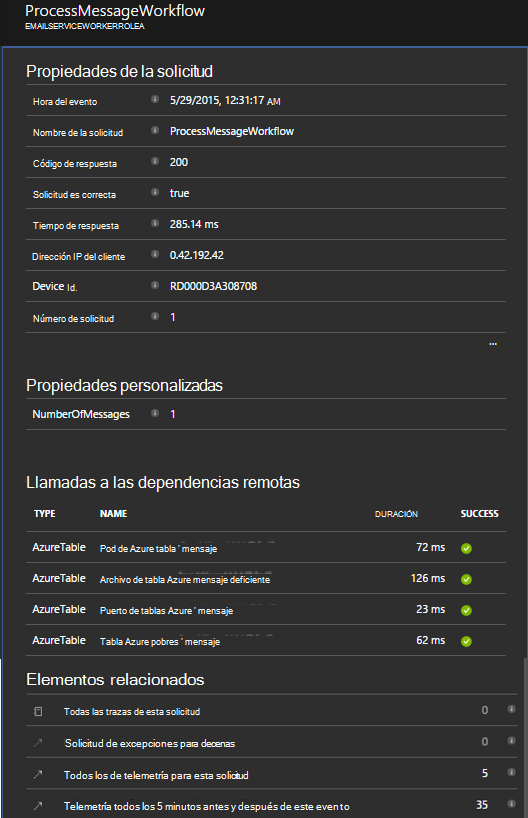 ProcessMessageWorkflow
EMAILSERVICEWORKERROLEA
Propiedades de la solicitud
Hora del evento 5/29/2015, 12:31:17 AM
Nombre de la solicitud ProcessMessageWorkflow
Código de respuesta 200
Solicitud es correcta true
Tiempo de respuesta 285.14 ms
Dirección IP del cliente 0.42.192.42
Device Id. RD000D3A308708
Número de solicitud 1
...
Propiedades personalizadas
NumberOfMessages 1
Llamadas a las dependencias remotas
TYPE NAME DURACIÓN SUCCESS
AzureTable Pod de Azure tabla ' mensaje 72 ms
AzureTable Archivo de tabla Azure mensaje deficiente 126 ms
AzureTable Puerto de tablas Azure ' mensaje 23 ms
AzureTable Tabla Azure pobres ' mensaje 62 ms
Elementos relacionados
Todas las trazas de esta solicitud 0
Solicitud de excepciones para decenas 0
Todos los de telemetría para esta solicitud 5
Telemetría todos los 5 minutos antes y después de este evento 35